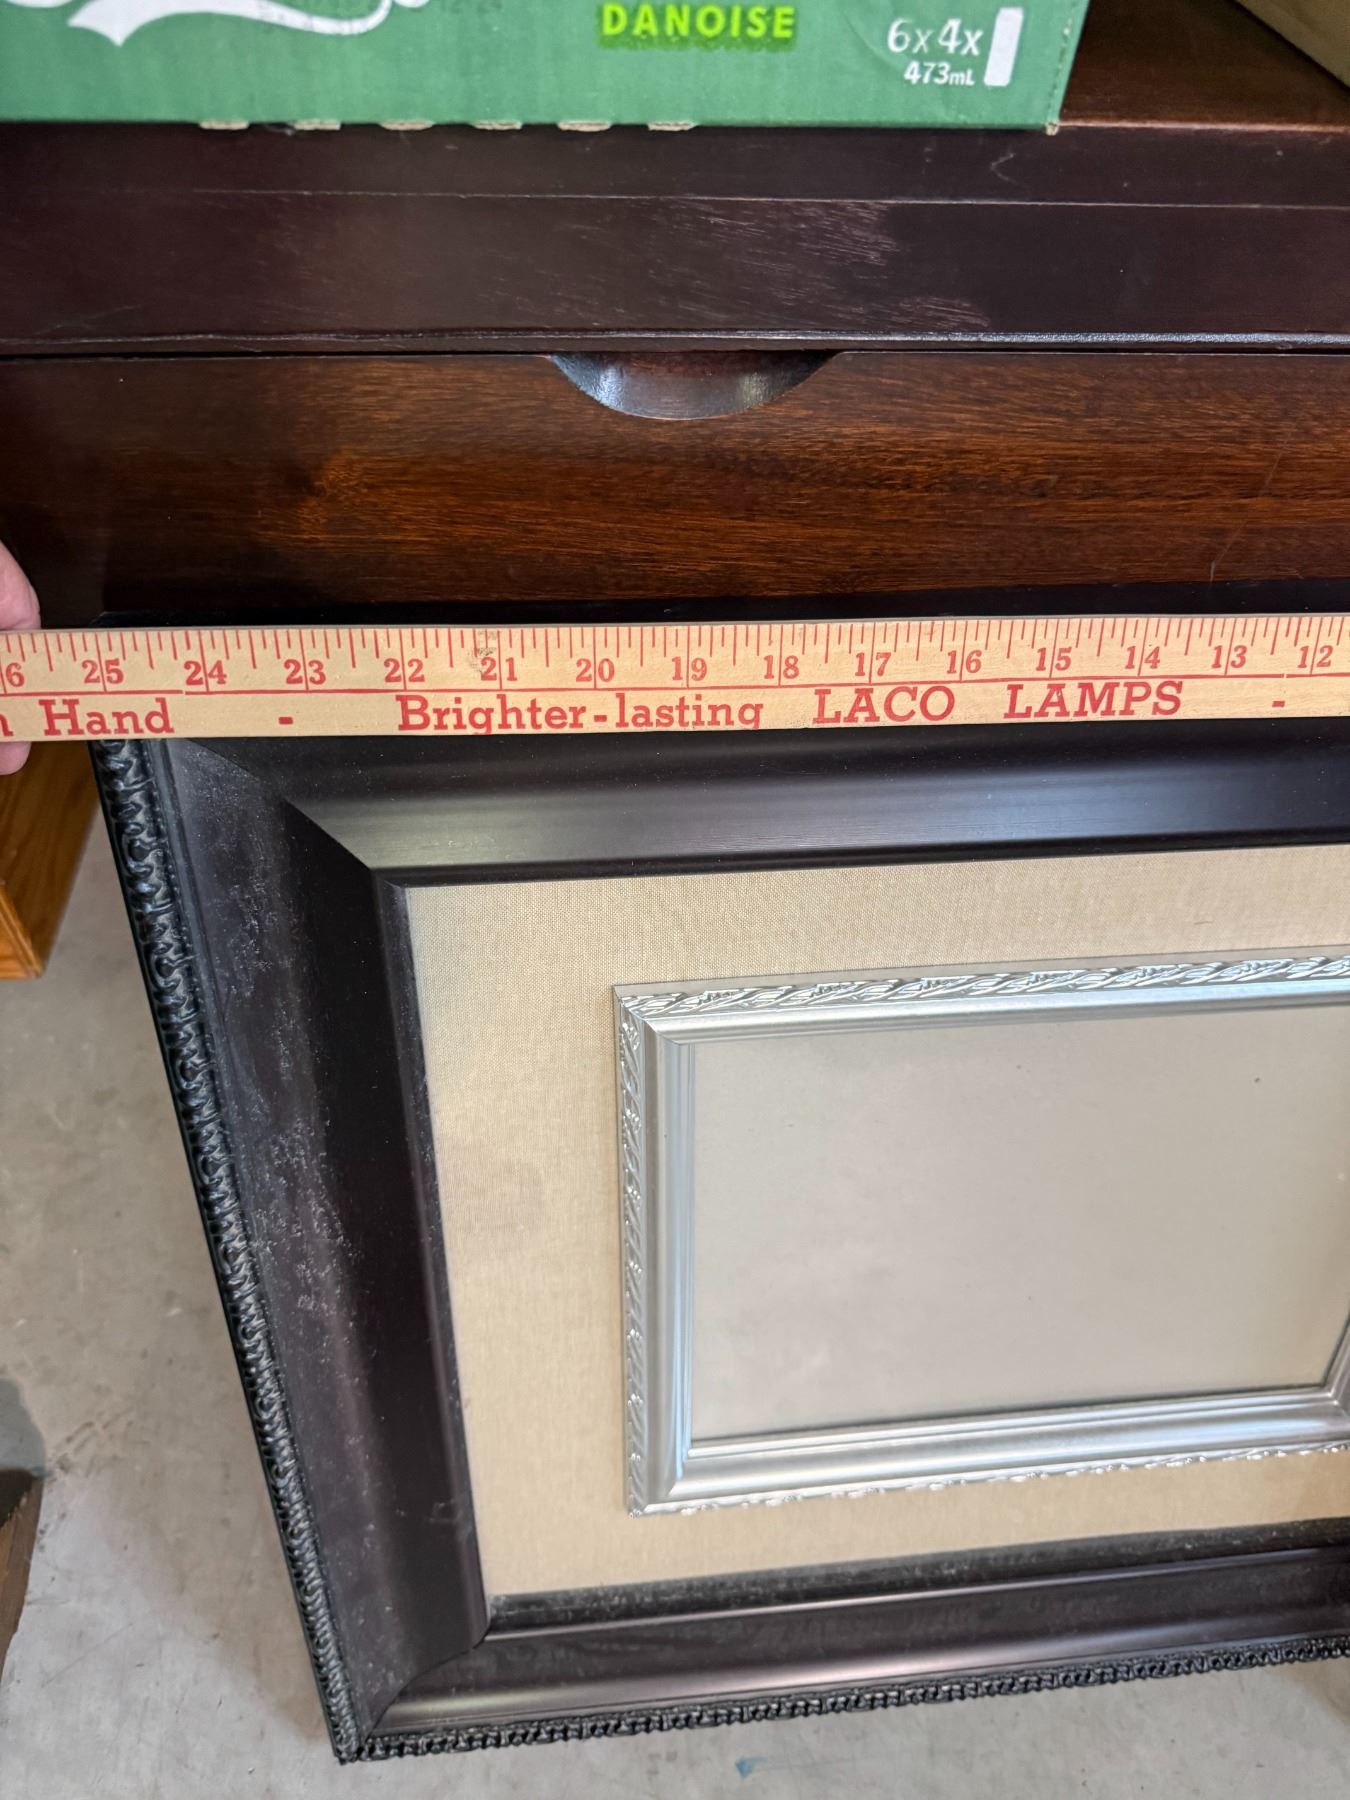 DANOISE
6x4x
473mL
6 25 24 23 22 21 20 19 18 17 16 15 14 13 12
Hand - Brighter-lasting LACO LAMPS -